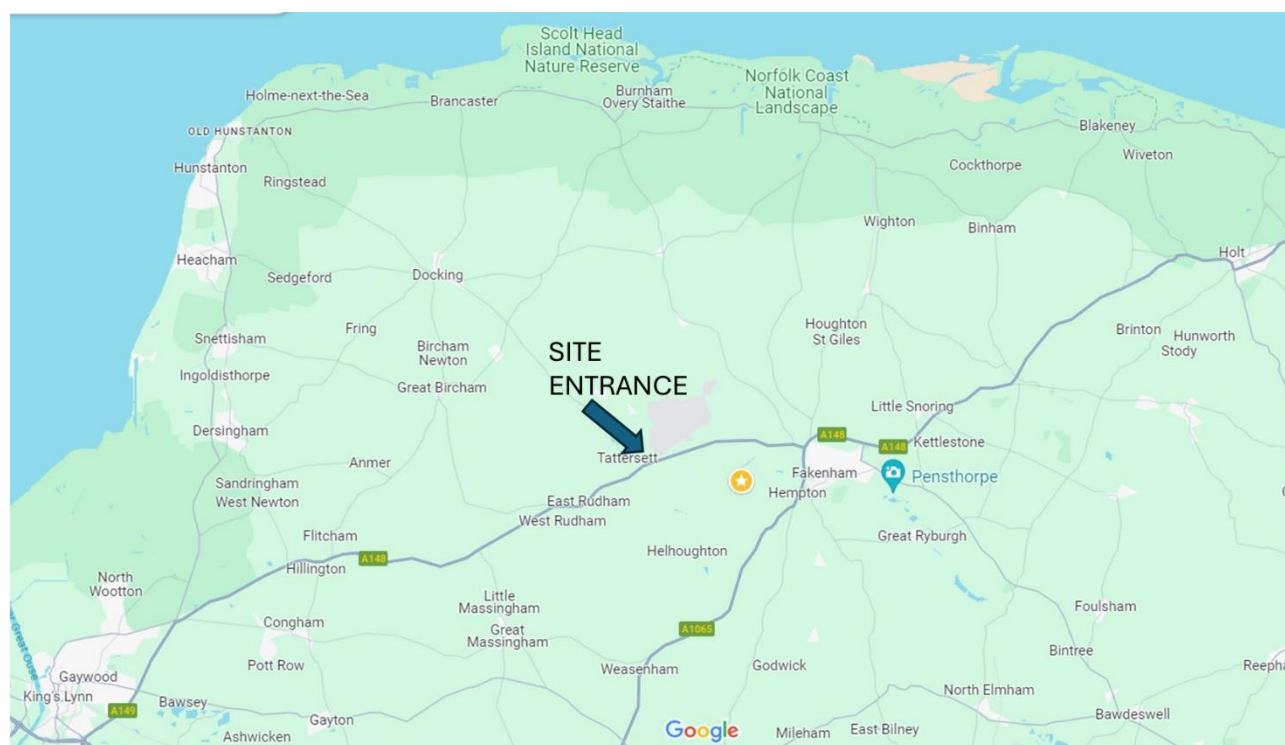 Scolt Head
Island National
Nature Reserve
Norfolk Coast
National
Landscape
Holme-next-the-Sea
Brancaster
Burnham
Overy Staithe
Blakeney
Wiveton
OLD HUNSTANTON
Hunstanton
Ringstead
Cockthorpe
Wighton
Binham
Holt
Heacham
Sedgeford
Docking
Snettisham
Fring
Bircham
Newton
Houghton
St Giles
Brinton
Hunworth
Stody
Ingoldisthorpe
Great Bircham
SITE
ENTRANCE
Little Snoring
Dersingham
A148
A148
Kettlestone
Anmer
Tattersett
Fakenham
Pensthorpe
Sandringham
West Newton
East Rudham
Hempton
West Rudham
Flitcham
Great Ryburgh
A148
Helhoughton
Hillington
North
Wootton
Little
Massingham
Foulsham
Congham
Great
Massingham
A1065
Great Ouse
Pott Row
Weasenham
Godwick
Bintree
Reepha
Gaywood
King's Lynn
Bawsey
North Elmham
A149
Gayton
Bawdeswell
Ashwicken
Google
Mileham
East Bilney